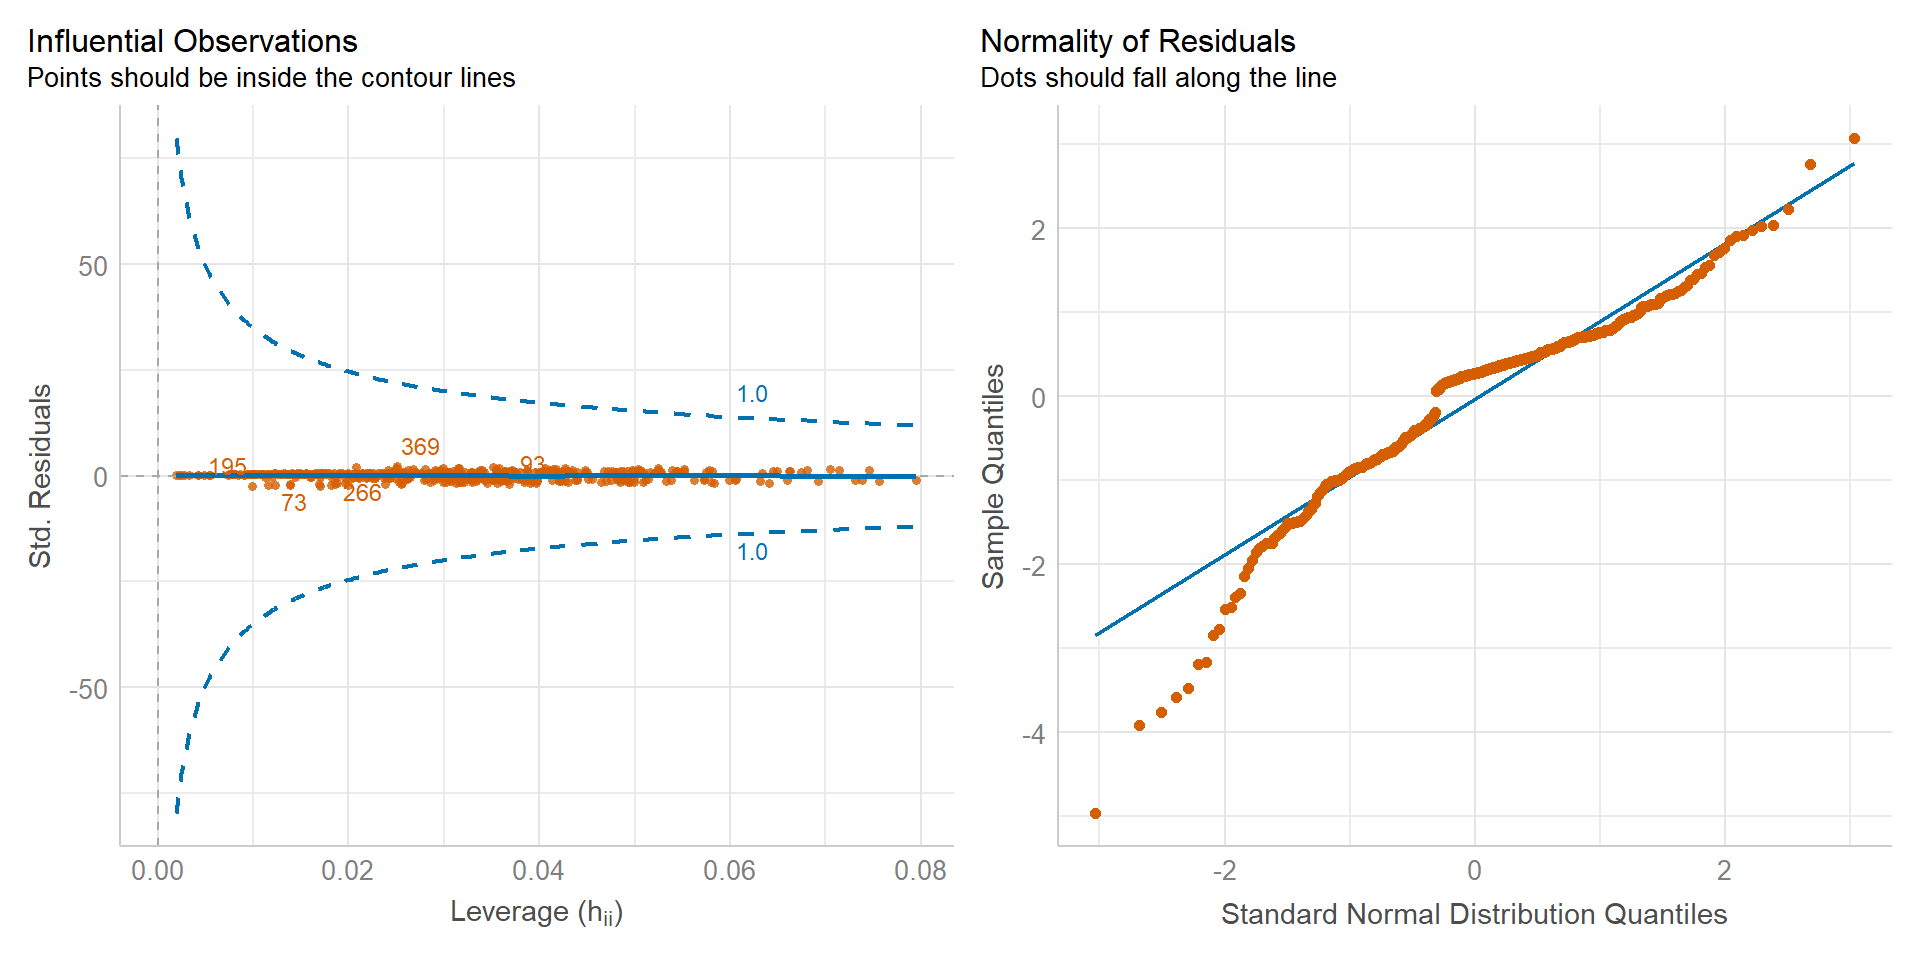 Influential Observations
Points should be inside the contour lines
50
0
-50
Std. Residuals
1.0
369
195
93
73
266
1.0
0.00
0.02
0.04
0.06
0.08
Leverage (hᵢᵢ)
Normality of Residuals
Dots should fall along the line
2
0
-2
-4
Sample Quantiles
-2
0
2
Standard Normal Distribution Quantiles